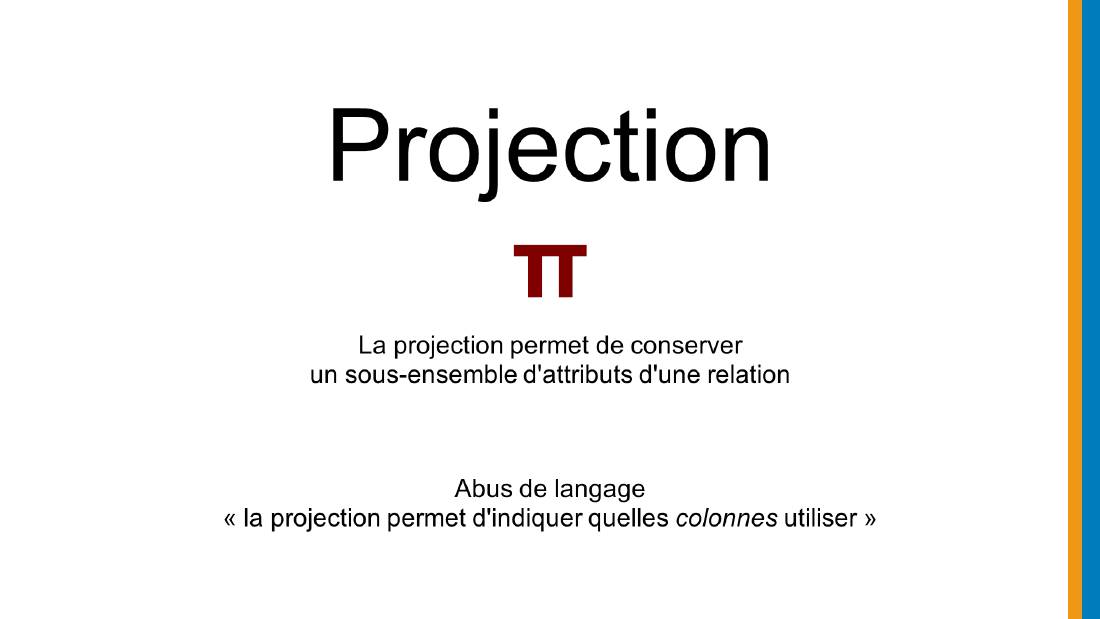 Projection
π
La projection permet de conserver
un sous-ensemble d'attributs d'une relation
Abus de langage
« la projection permet d'indiquer quelles colonnes utiliser »